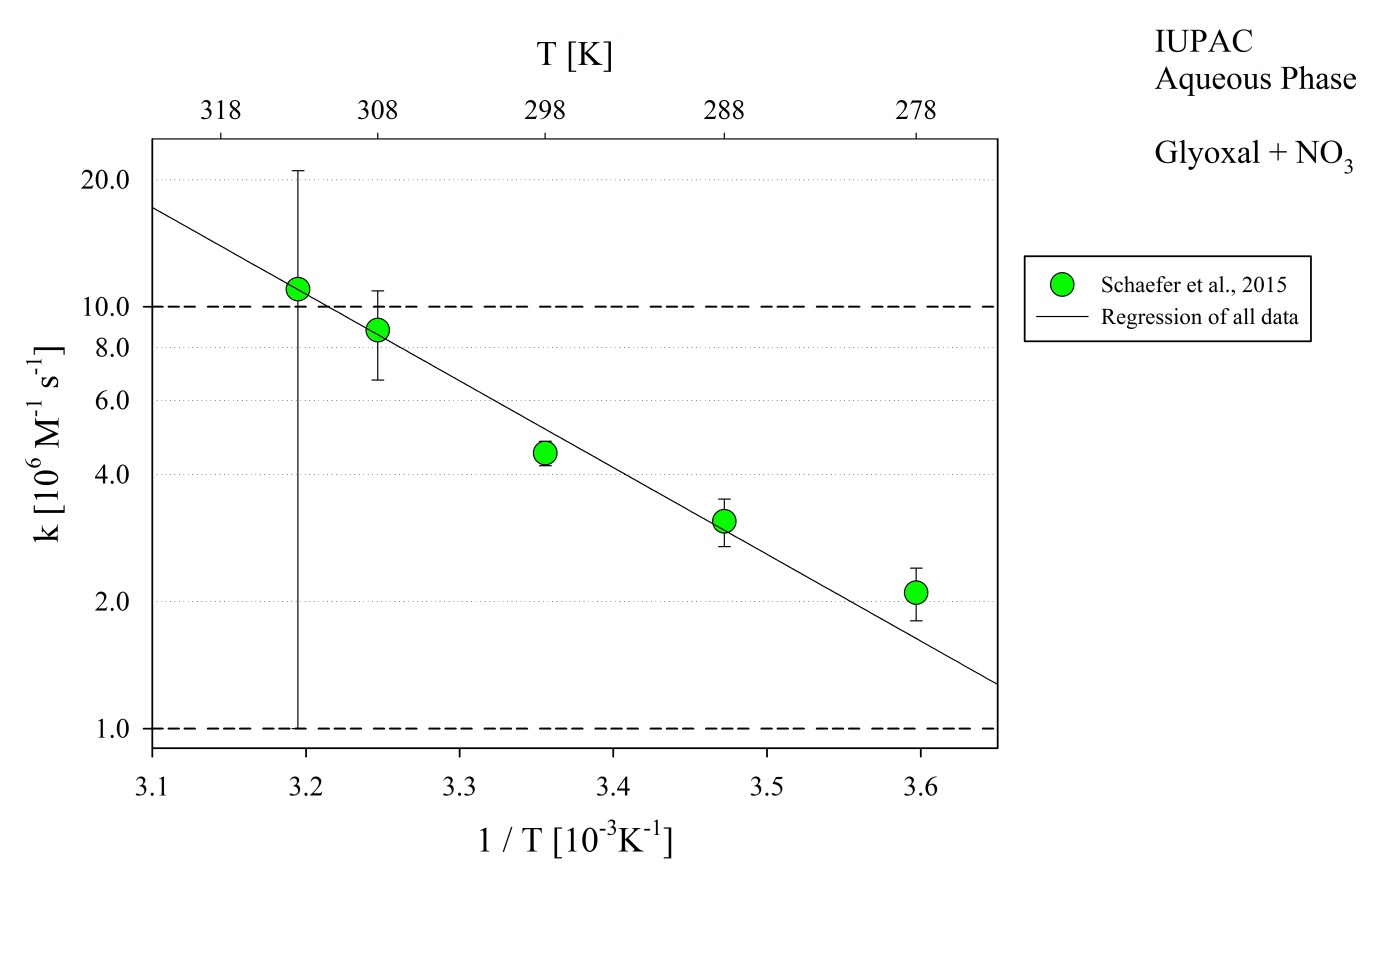 IUPAC
Aqueous Phase
Glyoxal + NO₃
T [K]
318 308 298 288 278
20.0
10.0
8.0
6.0
4.0
2.0
1.0
k [10⁶ M⁻¹ s⁻¹]
Schaefer et al., 2015
Regression of all data
3.1 3.2 3.3 3.4 3.5 3.6
1 / T [10⁻³K⁻¹]